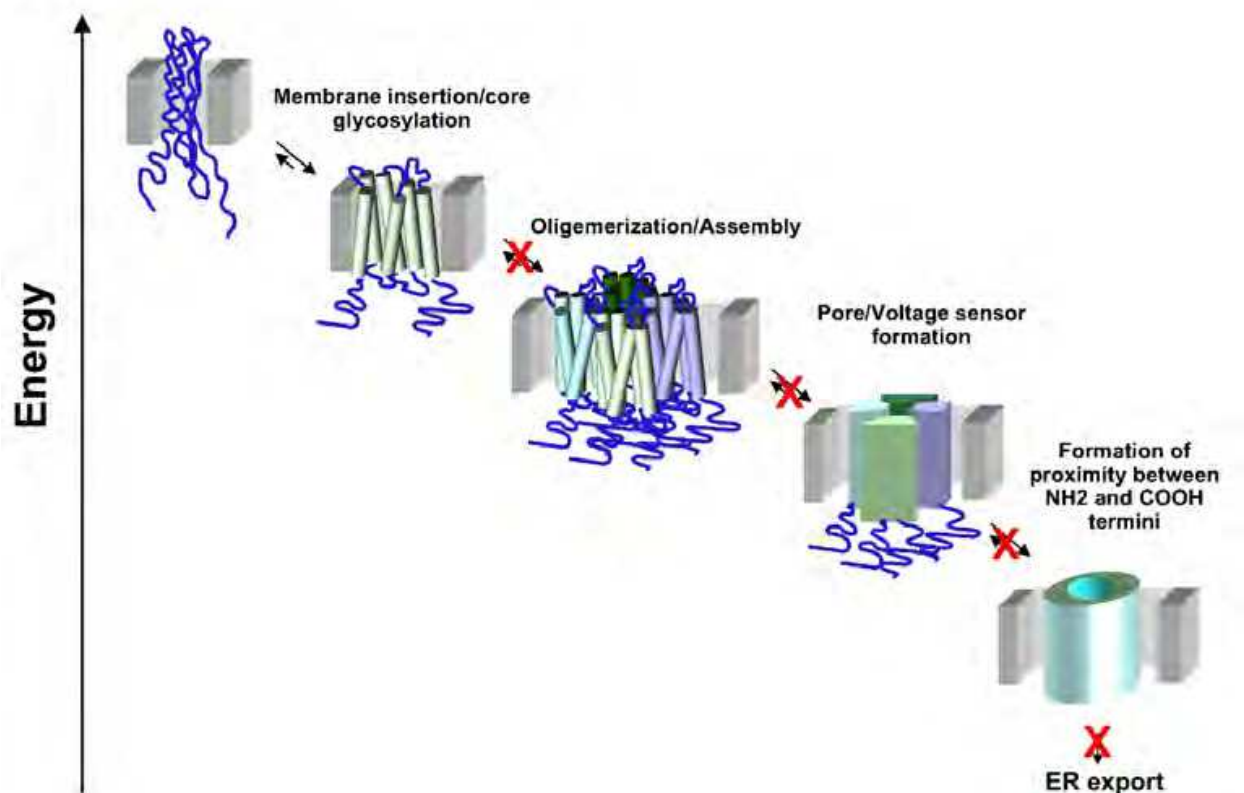 Energy
Membrane insertion/core
glycosylation
Oligemerization/Assembly
Pore/Voltage sensor
formation
Formation of
proximity between
NH2 and COOH
termini
X
X
X
X
ER export